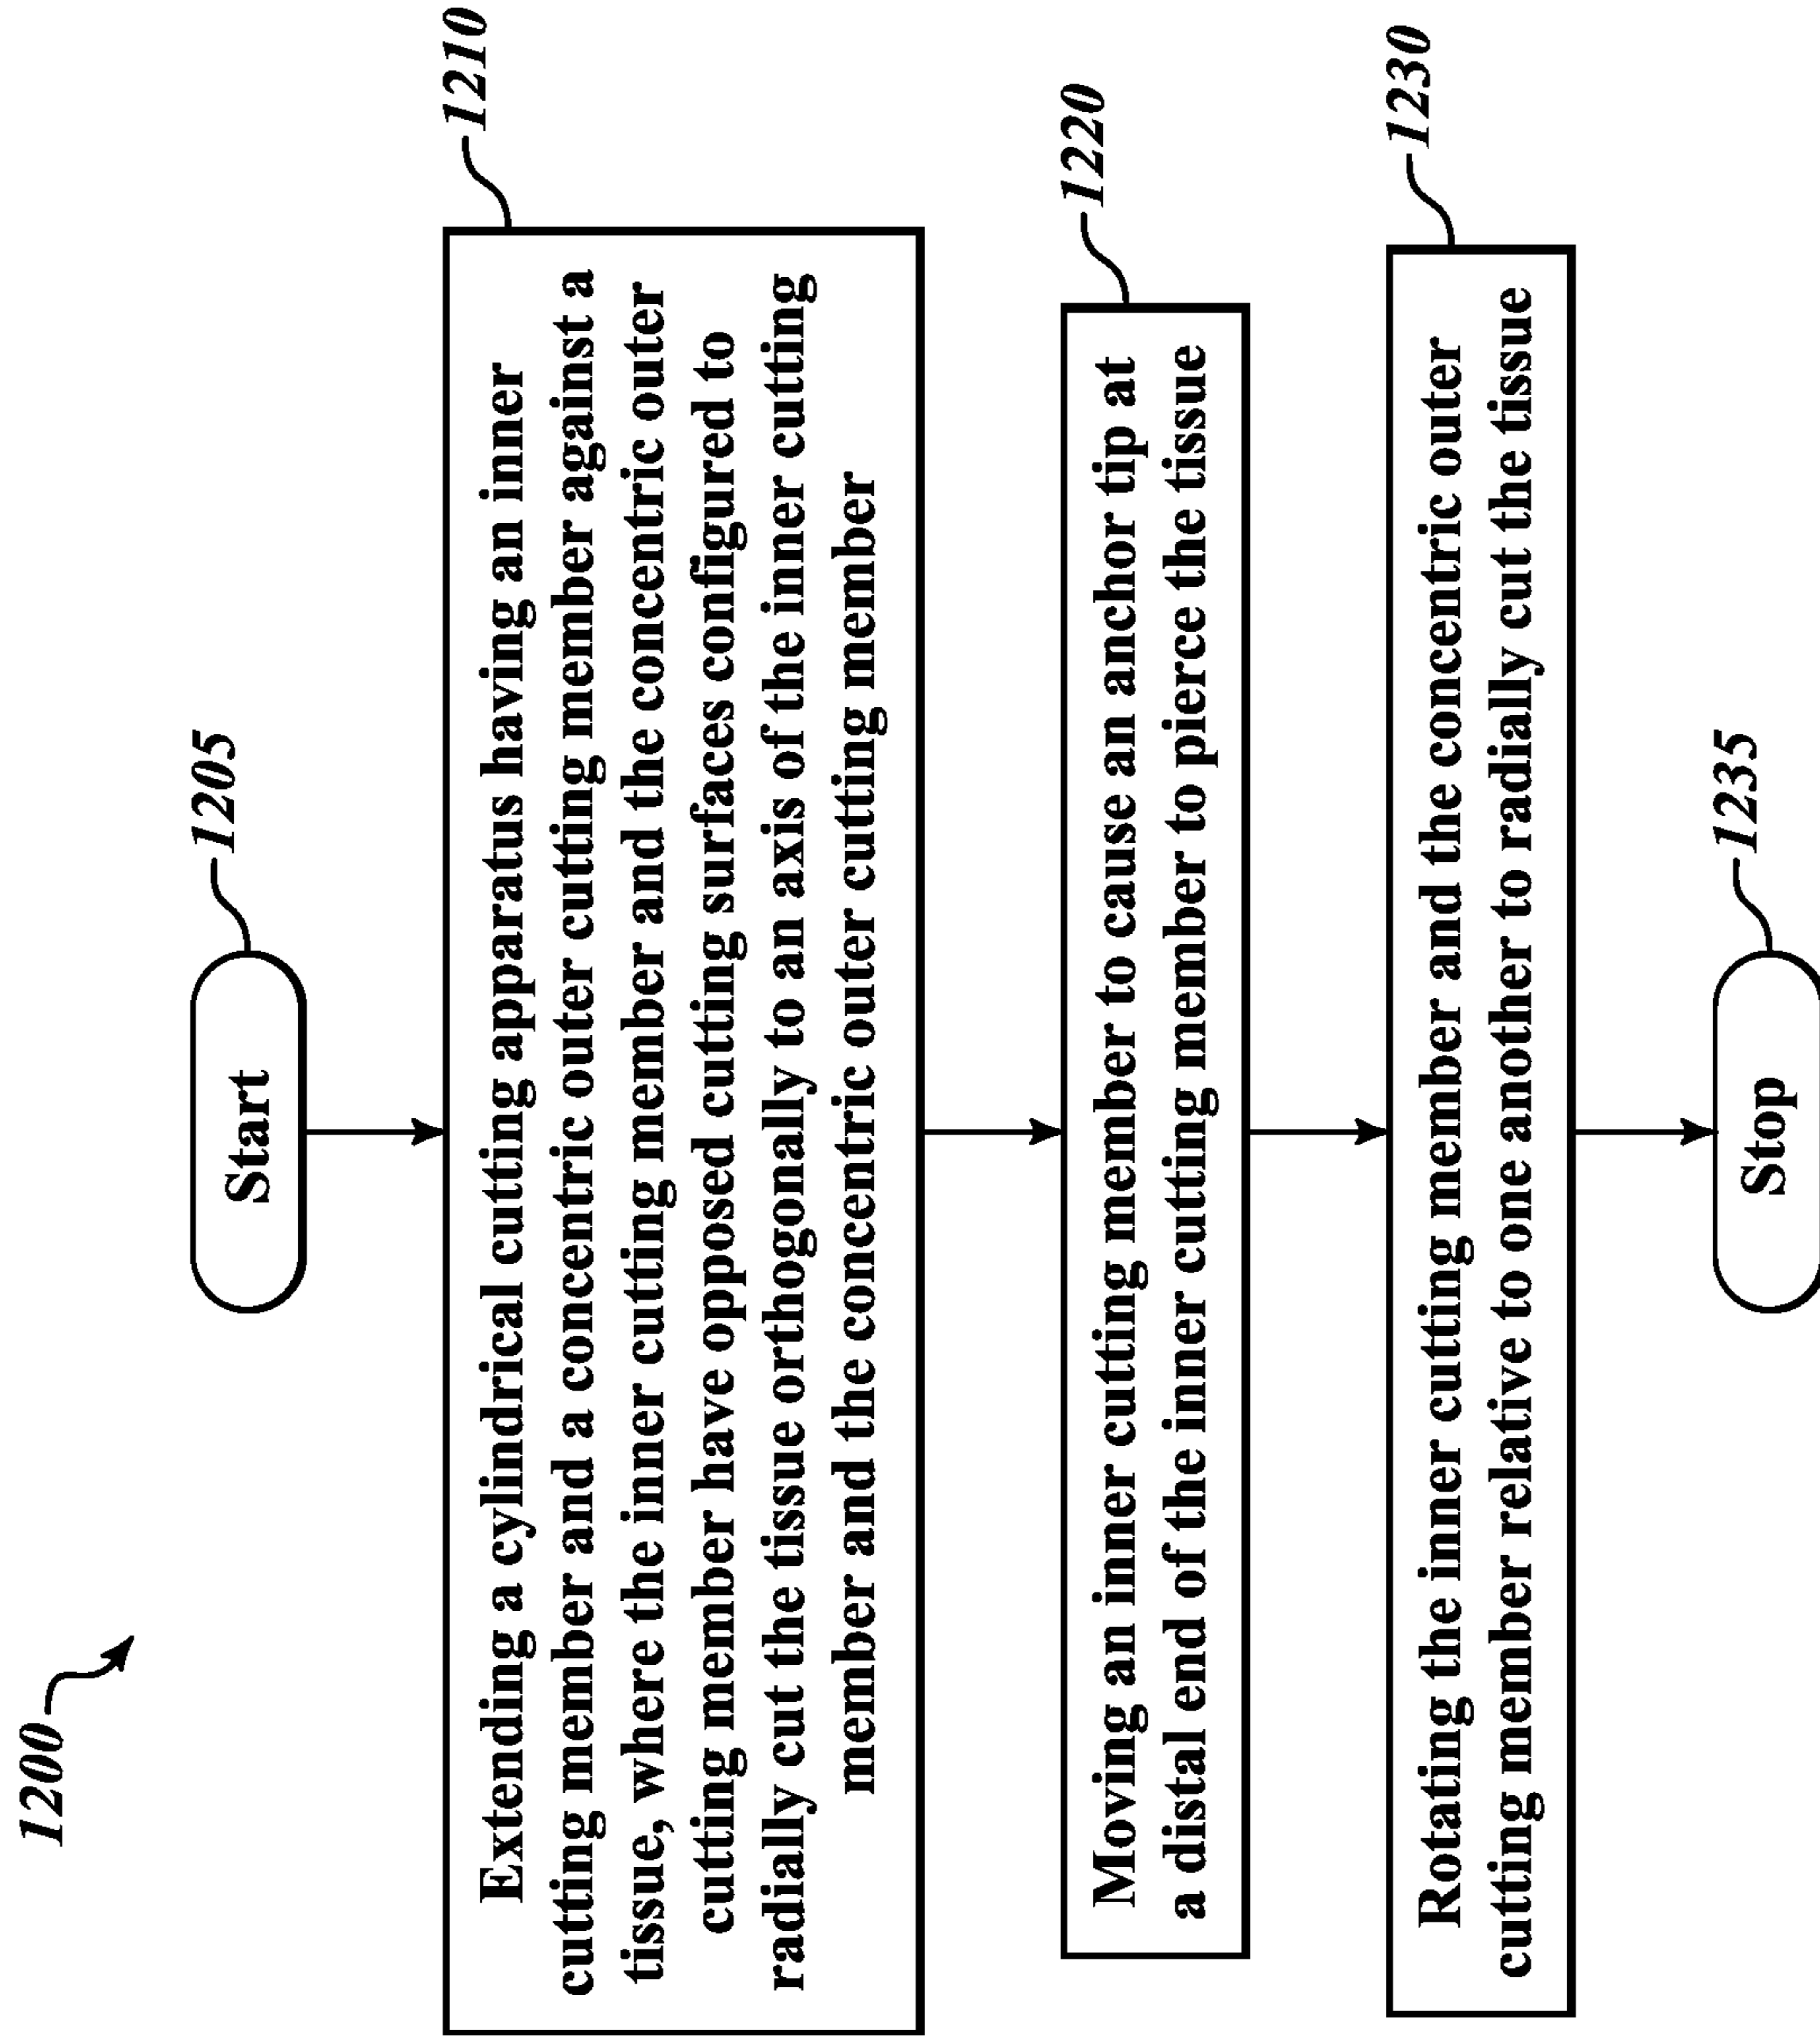 1200
Start
1205
Extending a cylindrical cutting apparatus having an inner
cutting member and a concentric outer cutting member against a
tissue, where the inner cutting member and the concentric outer
cutting member have opposed cutting surfaces configured to
radially cut the tissue orthogonally to an axis of the inner cutting
member and the concentric outer cutting member
1210
Moving an inner cutting member to cause an anchor tip at
a distal end of the inner cutting member to pierce the tissue
1220
Rotating the inner cutting member and the concentric outer
cutting member relative to one another to radially cut the tissue
1230
Stop
1235